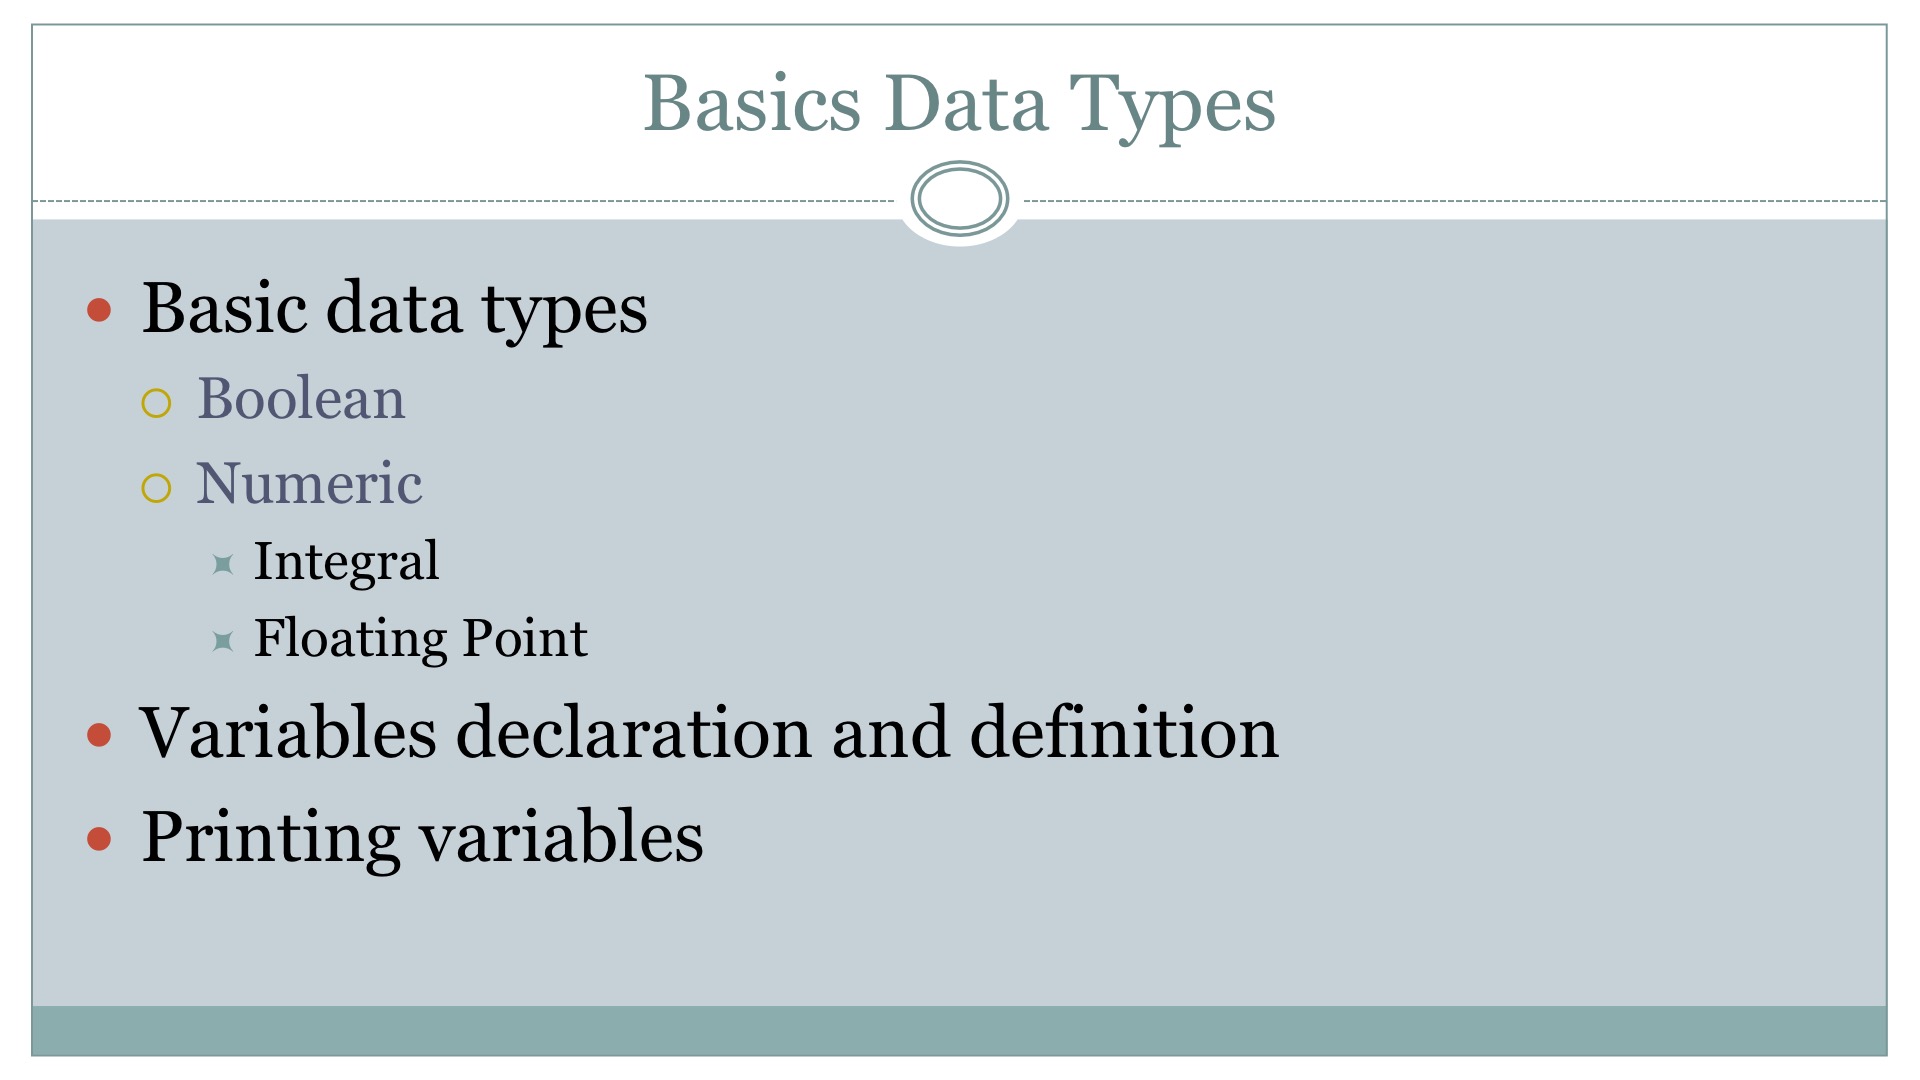 Basics Data Types
Basic data types
Boolean
Numeric
Integral
Floating Point
Variables declaration and definition
Printing variables